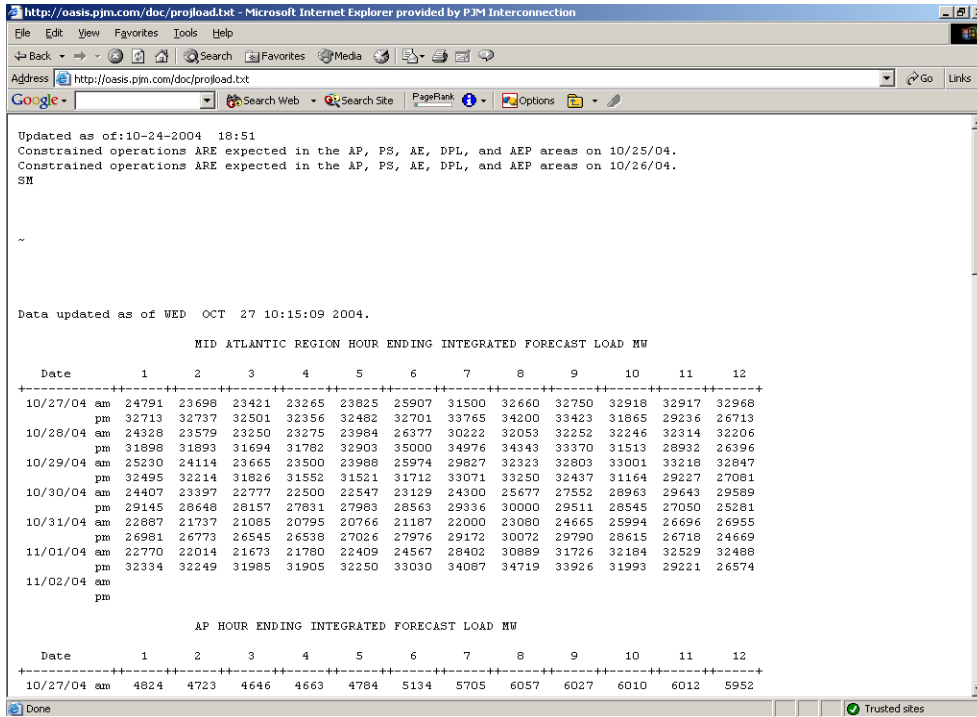 http://oasis.pjm.com/doc/projload.txt - Microsoft Internet Explorer provided by PJM Interconnection
File Edit View Favorites Tools Help
Back Search Favorites Media
Address http://oasis.pjm.com/doc/projload.txt Go Links
Google Search Web Search Site PageRank Options
Updated as of:10-24-2004 18:51
Constrained operations ARE expected in the AP, PS, AE, DPL, and AEP areas on 10/25/04.
Constrained operations ARE expected in the AP, PS, AE, DPL, and AEP areas on 10/26/04.
SM
~
Data updated as of WED OCT 27 10:15:09 2004.
MID ATLANTIC REGION HOUR ENDING INTEGRATED FORECAST LOAD MW
Date 1 2 3 4 5 6 7 8 9 10 11 12
+-----------++-----++-----++-----++-----++-----++-----++-----++-----++-----++-----++-----++-----+
10/27/04 am 24791 23698 23421 23265 23825 25907 31500 32660 32750 32918 32917 32968
pm 32713 32737 32501 32356 32482 32701 33765 34200 33423 31865 29236 26713
10/28/04 am 24328 23579 23250 23275 23984 26377 30222 32053 32252 32246 32314 32206
pm 31898 31893 31694 31782 32903 35000 34976 34343 33370 31513 28932 26396
10/29/04 am 25230 24114 23665 23500 23988 25974 29827 32323 32803 33001 33218 32847
pm 32495 32214 31826 31552 31521 31712 33071 33250 32437 31164 29227 27081
10/30/04 am 24407 23397 22777 22500 22547 23129 24300 25677 27552 28963 29643 29589
pm 29145 28648 28157 27831 27983 28563 29336 30000 29511 28545 27050 25281
10/31/04 am 22887 21737 21085 20795 20766 21187 22000 23080 24665 25994 26696 26955
pm 26981 26773 26545 26538 27026 27976 29172 30072 29790 28615 26718 24669
11/01/04 am 22770 22014 21673 21780 22409 24567 28402 30889 31726 32184 32529 32488
pm 32334 32249 31985 31905 32250 33030 34087 34719 33926 31993 29221 26574
11/02/04 am
pm
AP HOUR ENDING INTEGRATED FORECAST LOAD MW
Date 1 2 3 4 5 6 7 8 9 10 11 12
+-----------++-----++-----++-----++-----++-----++-----++-----++-----++-----++-----++-----++-----+
10/27/04 am 4824 4723 4646 4663 4784 5134 5705 6057 6027 6010 6012 5952
Done Trusted sites